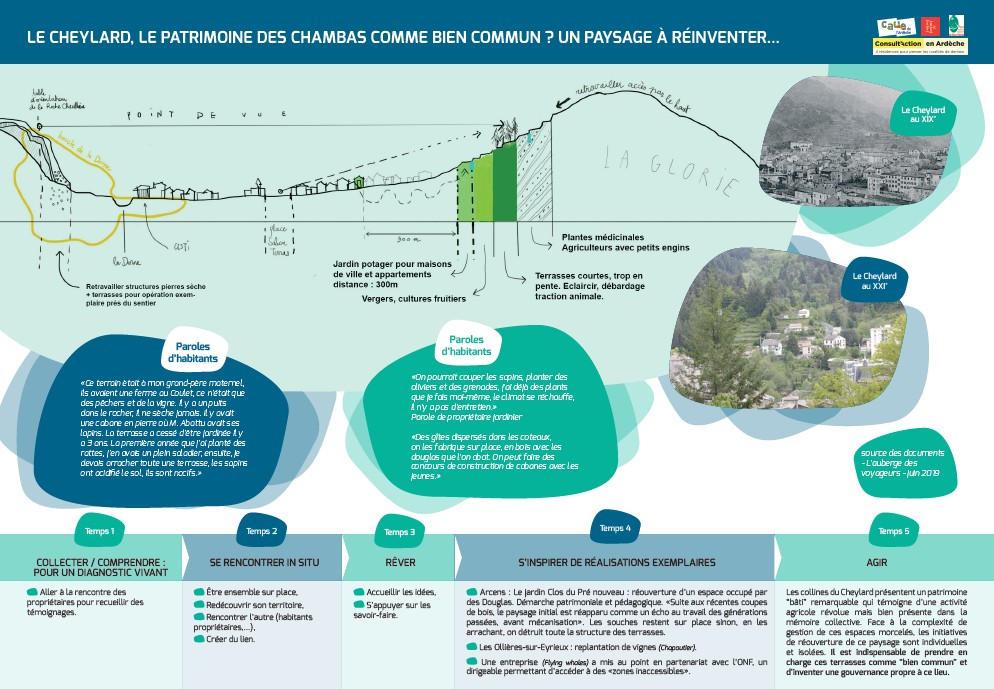 LE CHEYLARD, LE PATRIMOINE DES CHAMBAS COMME BIEN COMMUN ? UN PAYSAGE À RÉINVENTER...
Consult'action en Ardèche
table
d'orientation
de la Roche
POINT DE VUE
boucle de la Dorne
retravailler accès par le haut
LA GLORIE
la Dorne
place
300 m
Le Cheylard
au XIX°
Le Cheylard
au XXI°
Retravailler structures pierres sèche
+ terrasses pour opération exem-
plaire près du sentier
Jardin potager pour maisons
de ville et appartements
distance : 300m
Vergers, cultures fruitiers
Plantes médicinales
Agriculteurs avec petits engins
Terrasses courtes, trop en
pente. Eclaircir, débardage
traction animale.
Paroles
d'habitants
«Ce terrain était à mon grand-père maternel,
ils avaient une ferme au Coulet, ce n'était que
des pêchers et de la vigne. Il y a un puits
dans le rocher, il ne sèche jamais. il y avait
une cabane en pierre où M. Abattu avait ses
lapins. La terrasse a cessé d'être jardinée il y
a 3 ans. La première année que j'ai planté des
rattes, j'en avais un plein saladier; ensuite, je
devais arracher toute une terrasse, les sapins
ont acidifié le sol, ils sont nocifs.»
Paroles
d'habitants
«On pourrait couper les sapins, planter des
oliviers et des grenades, j'ai déjà des plants
que je fais moi-même, le climat se réchauffe,
il n'y a pas d'entretien.»
Parole de propriétaire jardinier
«Des gîtes dispersés dans les coteaux,
on les fabrique sur place, en bois avec les
douglas que l'on abat. On peut faire des
concours de construction de cabanes avec les
jeunes.»
source des documents
- L'auberge des
voyageurs - juin 2019
Temps 1
COLLECTER / COMPRENDRE :
POUR UN DIAGNOSTIC VIVANT
Aller à la rencontre des
propriétaires pour recueillir des
témoignages.
Temps 2
SE RENCONTRER IN SITU
Être ensemble sur place,
Redécouvrir son territoire,
Rencontrer l'autre (habitants
propriétaires,...),
Créer du lien.
Temps 3
RÊVER
Accueillir les idées,
S'appuyer sur les
savoir-faire.
Temps 4
S'INSPIRER DE RÉALISATIONS EXEMPLAIRES
Arcens : Le jardin Clos du Pré nouveau : réouverture d'un espace occupé par
des Douglas. Démarche patrimoniale et pédagogique. «Suite aux récentes coupes
de bois, le paysage initial est réapparu comme un écho au travail des générations
passées, avant mécanisation». Les souches restent sur place sinon, en les
arrachant, on détruit toute la structure des terrasses.
Les Ollières-sur-Eyrieux : replantation de vignes (Chapoutier).
Une entreprise (Flying whales) a mis au point en partenariat avec l'ONF, un
dirigeable permettant d'accéder à des «zones inaccessibles».
Temps 5
AGIR
Les collines du Cheylard présentent un patrimoine
"bâti" remarquable qui témoigne d'une activité
agricole révolue mais bien présente dans la
mémoire collective. Face à la complexité de
gestion de ces espaces morcelés, les initiatives
de réouverture de ce paysage sont individuelles
et isolées. Il est indispensable de prendre en
charge ces terrasses comme "bien commun" et
d'inventer une gouvernance propre à ce lieu.